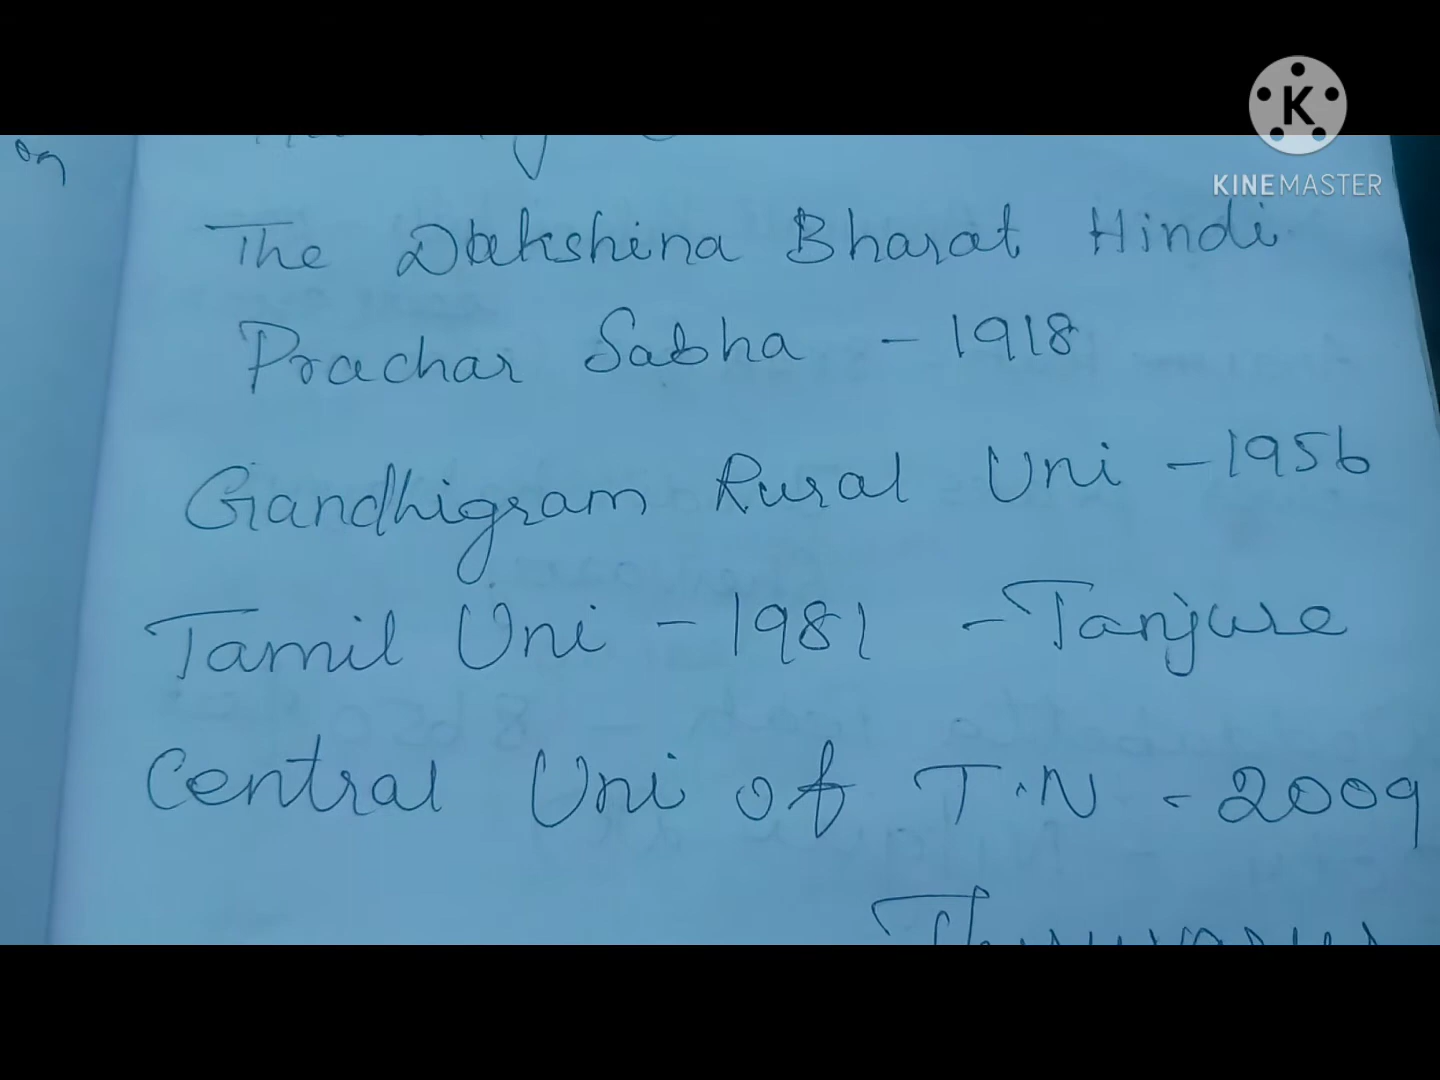 K
KINEMASTER
The Dakshina Bharat Hindi
Prachar Sabha - 1918
Gandhigram Rural Uni - 1956
Tamil Uni - 1981 - Tanjure
Central Uni of T.N - 2009